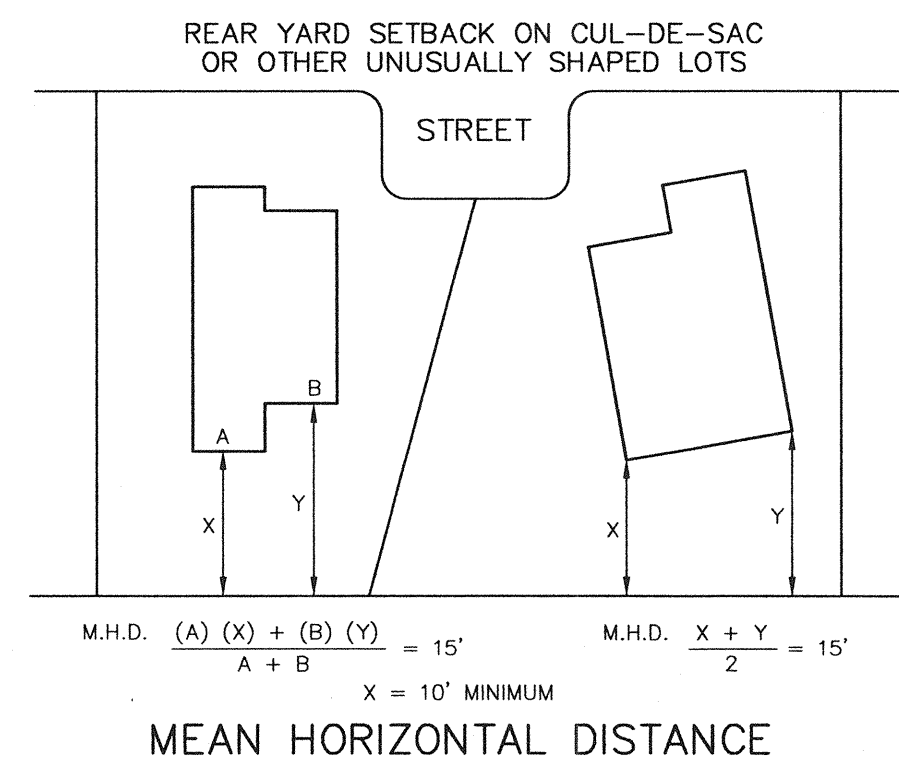 REAR YARD SETBACK ON CUL-DE-SAC
OR OTHER UNUSUALLY SHAPED LOTS
STREET
B
A
X
Y
X
Y
M.H.D. (A) (X) + (B) (Y) / A + B = 15'
M.H.D. X + Y / 2 = 15'
X = 10' MINIMUM
MEAN HORIZONTAL DISTANCE